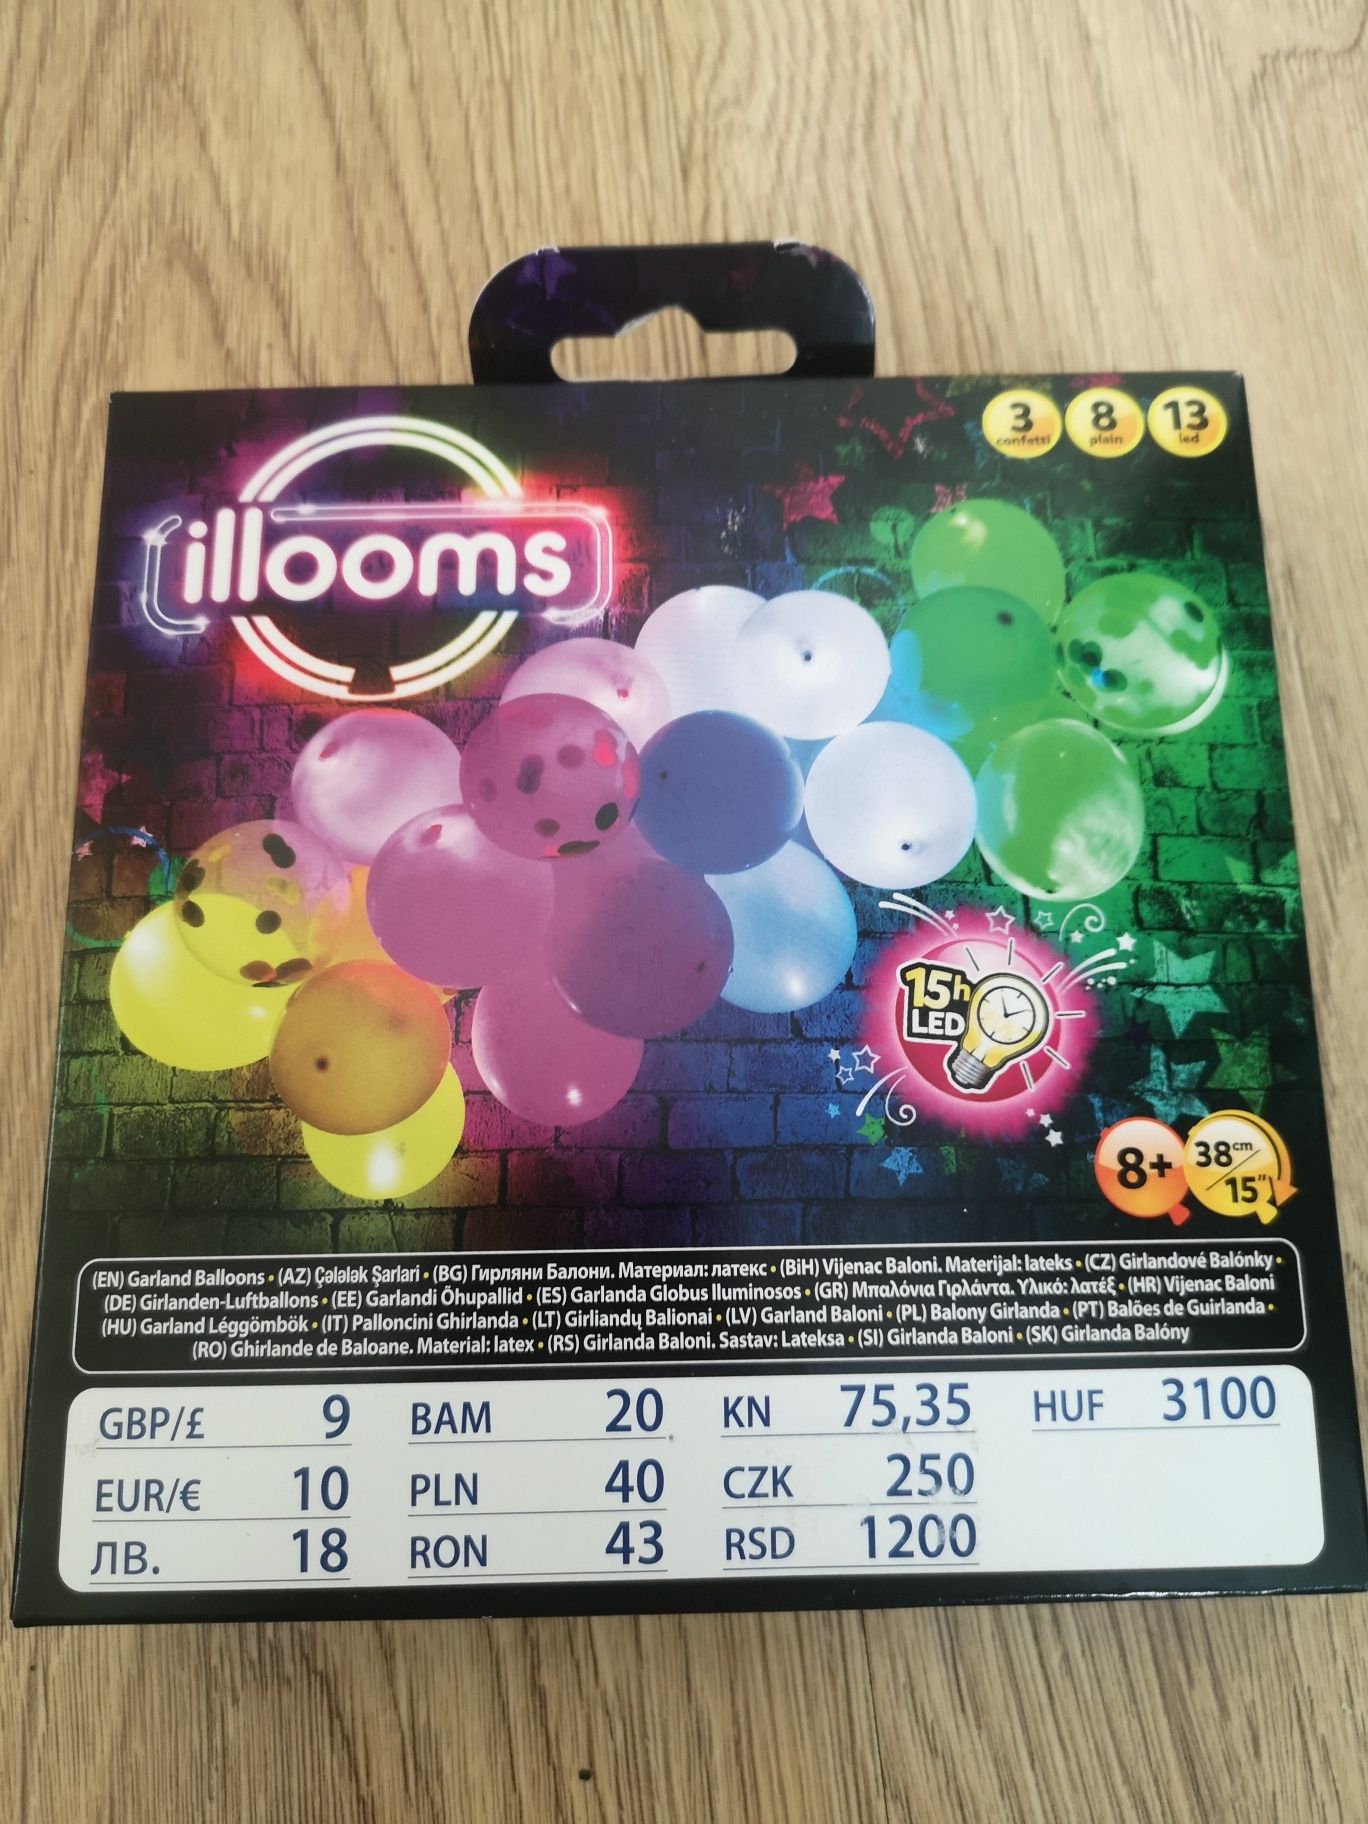 3 confetti
8 plain
13 led
illooms
15h LED
8+
38cm/15"
(EN) Garland Balloons • (AZ) Çələlək Şarlari • (BG) Гирляни Балони. Материал: латекс • (BiH) Vijenac Baloni. Materijal: lateks • (CZ) Girlandové Balónky •
(DE) Girlanden-Luftballons • (EE) Garlandi Õhupallid • (ES) Garlanda Globus Iluminosos • (GR) Μπαλόνια Γιρλάντα. Υλικό: λατέξ • (HR) Vijenac Baloni
(HU) Garland Léggömbök • (IT) Palloncini Ghirlanda • (LT) Girliandų Balionai • (LV) Garland Baloni • (PL) Balony Girlanda • (PT) Balões de Guirlanda •
(RO) Ghirlande de Baloane. Material: latex • (RS) Girlanda Baloni. Sastav: Lateksa • (SI) Girlanda Baloni • (SK) Girlanda Balóny
GBP/£ 9 BAM 20 KN 75,35 HUF 3100
EUR/€ 10 PLN 40 CZK 250
ЛВ. 18 RON 43 RSD 1200